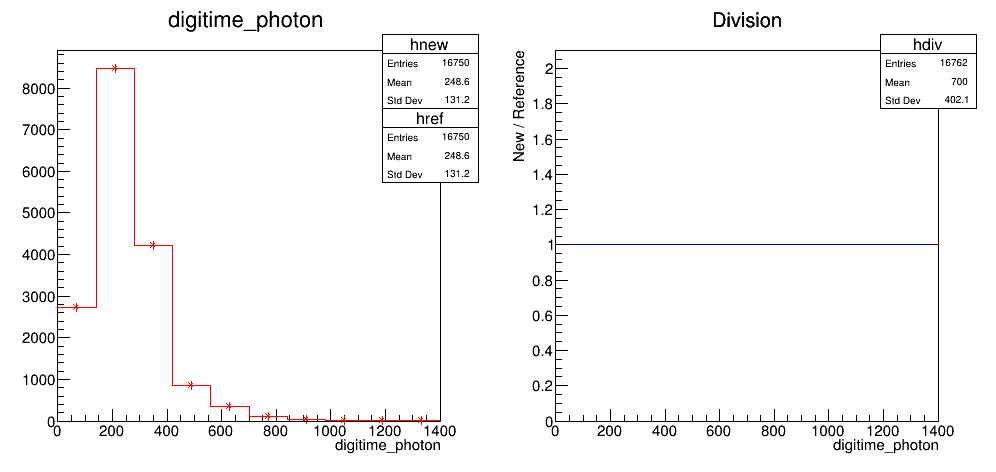 digitime_photon
hnew
Entries 16750
Mean 248.6
Std Dev 131.2
href
Entries 16750
Mean 248.6
Std Dev 131.2
8000
7000
6000
5000
4000
3000
2000
1000
0
0 200 400 600 800 1000 1200 1400
digitime_photon
Division
hdiv
Entries 16762
Mean 700
Std Dev 402.1
New / Reference
2
1.8
1.6
1.4
1.2
1
0.8
0.6
0.4
0.2
0
0 200 400 600 800 1000 1200 1400
digitime_photon